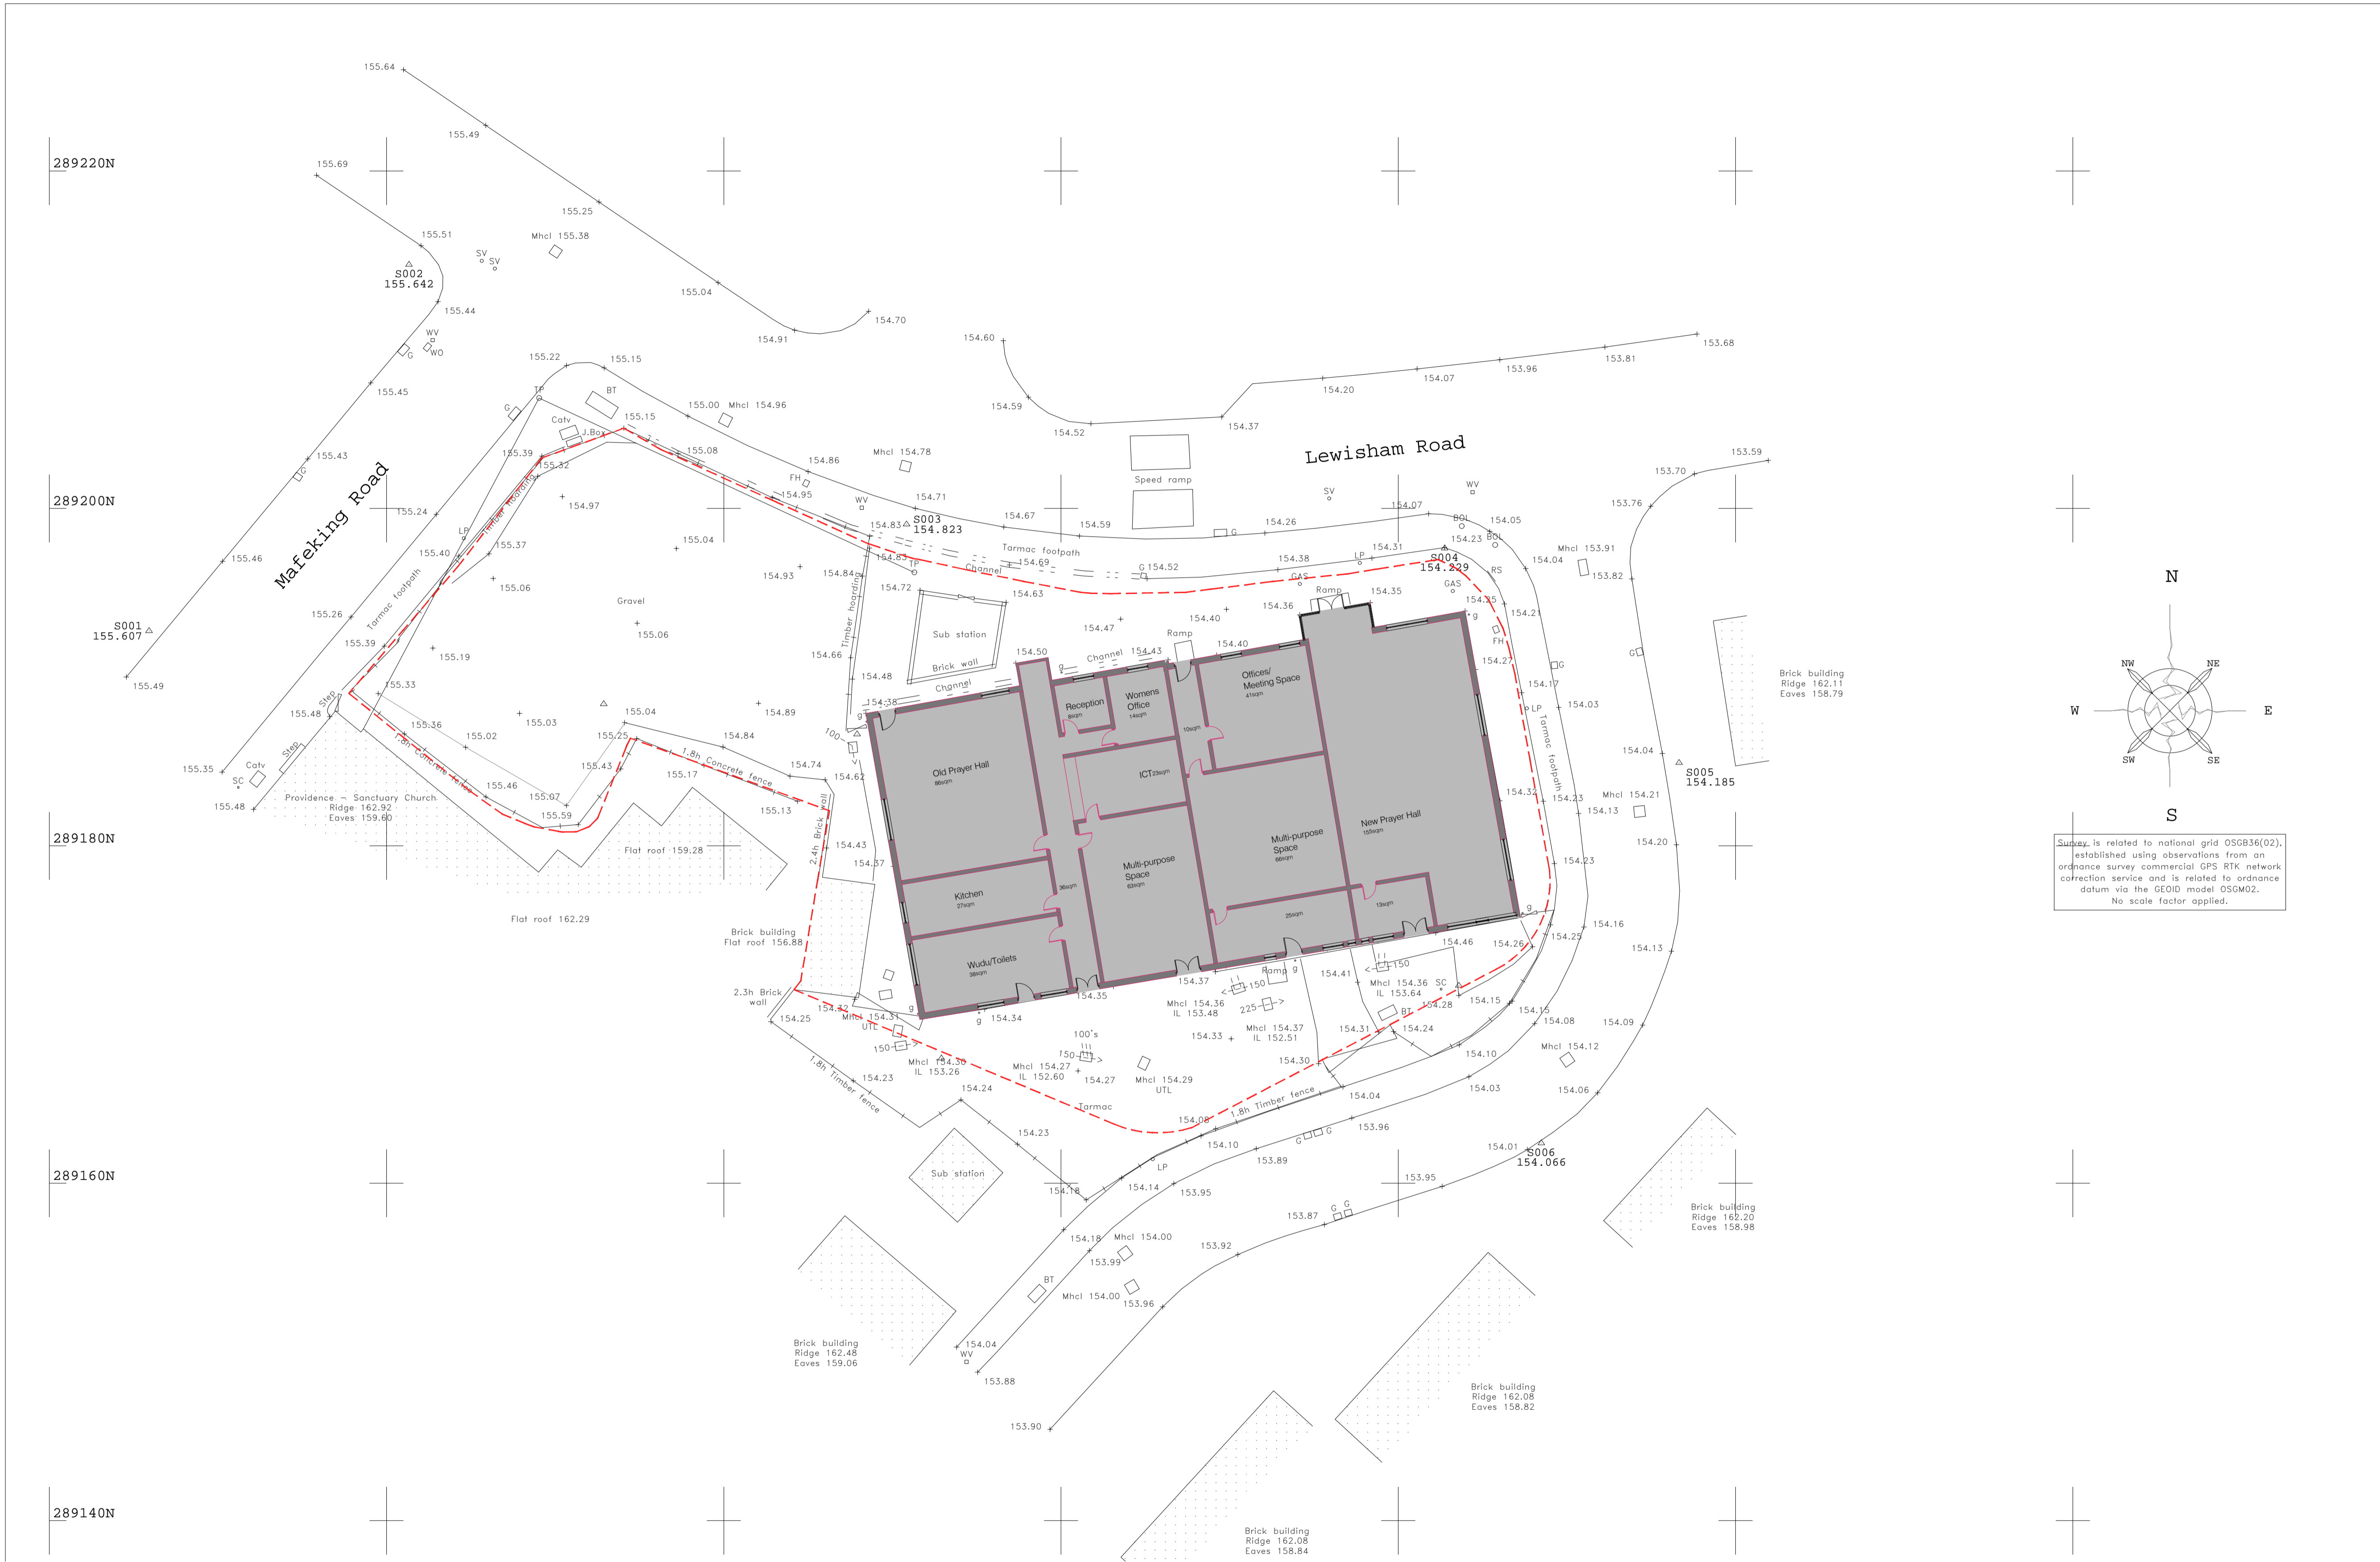 155.64
155.49
289220N
155.69
155.25
155.51
Mhcl 155.38
SV
SV
S002
155.642
155.04
155.44
154.70
154.91
WV
WO
G
154.60
153.68
153.81
153.96
154.07
154.20
155.22
155.15
155.45
TP
BT
G
154.59
154.52
154.37
155.00
Mhcl 154.96
155.15
Catv
J.Box
Lewisham Road
155.43
G
155.39
155.32
155.08
154.86
Mhcl 154.78
FH
Speed ramp
153.59
153.70
Mafeking Road
Timber hoarding
154.97
154.95
WV
154.71
SV
WV
154.07
153.76
289200N
155.24
LP
154.83
S003
154.823
154.67
154.59
154.26
BOL
154.05
BOL
155.40
155.37
155.04
154.83
TP
Tarmac footpath
Channel
154.69
G
154.52
154.38
LP
154.31
154.23
S004
154.229
154.04
Mhcl 153.91
155.46
155.06
154.93
154.84
154.72
154.63
GAS
GAS
RS
153.82
Tarmac footpath
155.26
Gravel
155.06
Timber hoarding
Sub station
Brick wall
154.47
154.40
154.36
Ramp
154.35
154.25
g
154.21
FH
S001
155.607
155.39
155.19
154.66
154.50
g
Channel
154.43
Ramp
154.40
154.27
G
G
155.49
155.33
154.48
Channel
Step
155.48
155.03
155.04
154.89
154.38
g
100
Reception
8sqm
Womens
Office
14sqm
10sqm
Offices/
Meeting Space
41sqm
154.17
LP
154.03
Brick building
Ridge 162.11
Eaves 158.79
NW
N
NE
W
E
SW
S
SE
155.36
155.02
155.25
154.84
Step
1.8h Concrete fence
1.8h Concrete fence
Old Prayer Hall
86sqm
ICT 23sqm
Tarmac footpath
154.04
S005
154.185
155.35
Catv
SC
155.48
155.43
155.17
154.74
154.62
Providence - Sanctuary Church
Ridge 162.92
Eaves 159.60
155.46
155.07
155.59
155.13
154.32
154.23
154.13
Mhcl 154.21
289180N
Flat roof 159.28
2.4h Brick wall
154.43
154.37
Multi-purpose
Space
63sqm
Multi-purpose
Space
66sqm
New Prayer Hall
155sqm
154.20
154.23
Survey is related to national grid OSGB36(02),
established using observations from an
ordnance survey commercial GPS RTK network
correction service and is related to ordnance
datum via the GEOID model OSGM02.
No scale factor applied.
Kitchen
27sqm
36sqm
25sqm
13sqm
g
Flat roof 162.29
Brick building
Flat roof 156.88
Wudu/Toilets
38sqm
154.46
154.26
154.25
154.16
154.13
2.3h Brick
wall
154.25
154.32
g
Mhcl 154.31
UTL
154.34
g
154.35
154.37
Ramp
g
154.41
150
150
225
Mhcl 154.36
IL 153.48
Mhcl 154.36
IL 153.64
SC
154.28
154.15
154.15
154.08
154.09
150
100's
150
154.33
Mhcl 154.37
IL 152.51
BT
154.31
154.24
154.10
Mhcl 154.12
Mhcl 154.30
IL 153.26
Mhcl 154.27
IL 152.60
154.27
Mhcl 154.29
UTL
154.30
154.23
1.8h Timber fence
154.24
Tarmac
154.08
1.8h Timber fence
154.04
154.03
154.06
154.23
154.10
G
G
153.96
153.89
154.01
S006
154.066
289160N
Sub station
LP
154.18
154.14
153.95
153.95
G
G
153.87
Brick building
Ridge 162.20
Eaves 158.98
154.18
153.99
Mhcl 154.00
153.92
BT
Mhcl 154.00
153.96
Brick building
Ridge 162.48
Eaves 159.06
154.04
WV
153.88
Brick building
Ridge 162.08
Eaves 158.82
153.90
289140N
Brick building
Ridge 162.08
Eaves 158.84